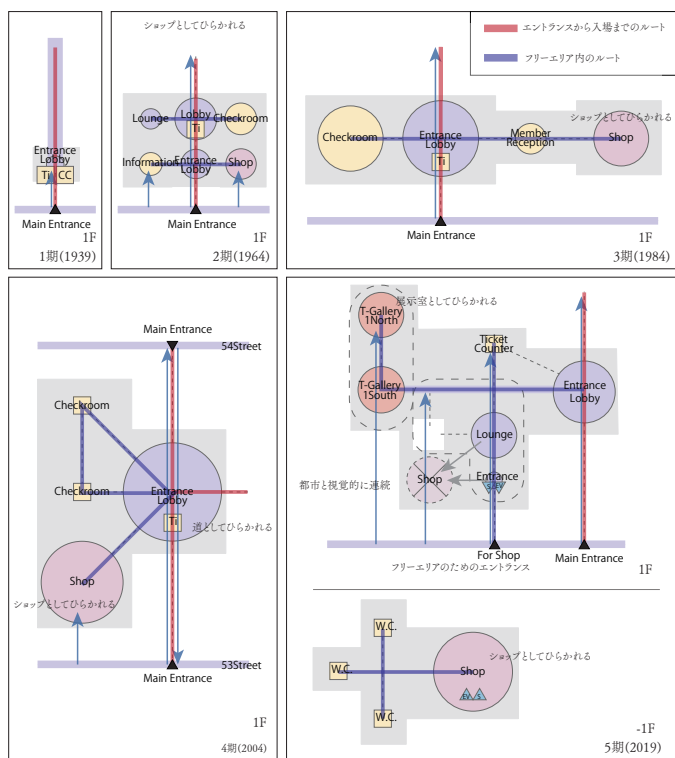 エントランスから入場までのルート
フリーエリア内のルート
Entrance
Lobby
Ti CC
Main Entrance
1F
1期(1939)
ショップとしてひらかれる
Lounge
Lobby
Checkroom
Ti
Information
Entrance
Lobby
Shop
Main Entrance
1F
2期(1964)
ショップとしてひらかれる
Checkroom
Entrance
Lobby
Member
Reception
Shop
Ti
Main Entrance
1F
3期(1984)
Main Entrance
54Street
Checkroom
Checkroom
Entrance
Lobby
Ti
道としてひらかれる
Shop
ショップとしてひらかれる
53Street
Main Entrance
1F
4期(2004)
展示室としてひらかれる
T-Gallery
1North
Ticket
Counter
T-Gallery
1South
Entrance
Lobby
Lounge
Shop
Entrance
S EV
都市と視覚的に連続
For Shop
Main Entrance
フリーエリアのためのエントランス
1F
W.C.
ショップとしてひらかれる
W.C.
Shop
EV S
W.C.
-1F
5期(2019)